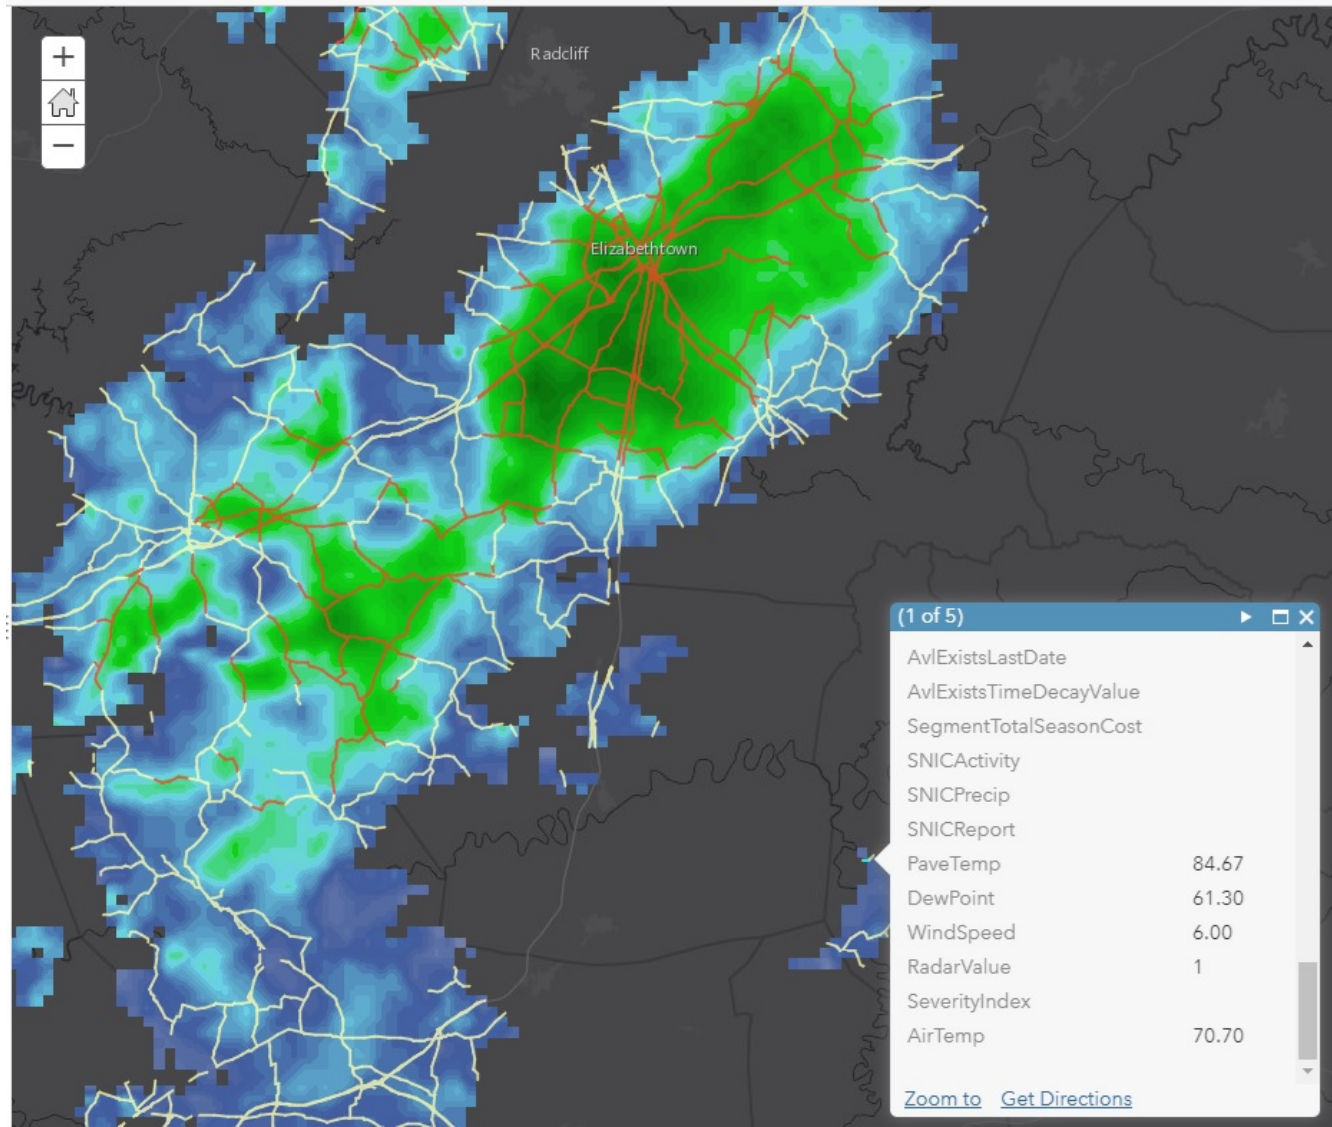 +
−
Radcliff
Elizabethtown
(1 of 5)
AvlExistsLastDate
AvlExistsTimeDecayValue
SegmentTotalSeasonCost
SNICActivity
SNICPrecip
SNICReport
PaveTemp 84.67
DewPoint 61.30
WindSpeed 6.00
RadarValue 1
SeverityIndex
AirTemp 70.70
Zoom to Get Directions